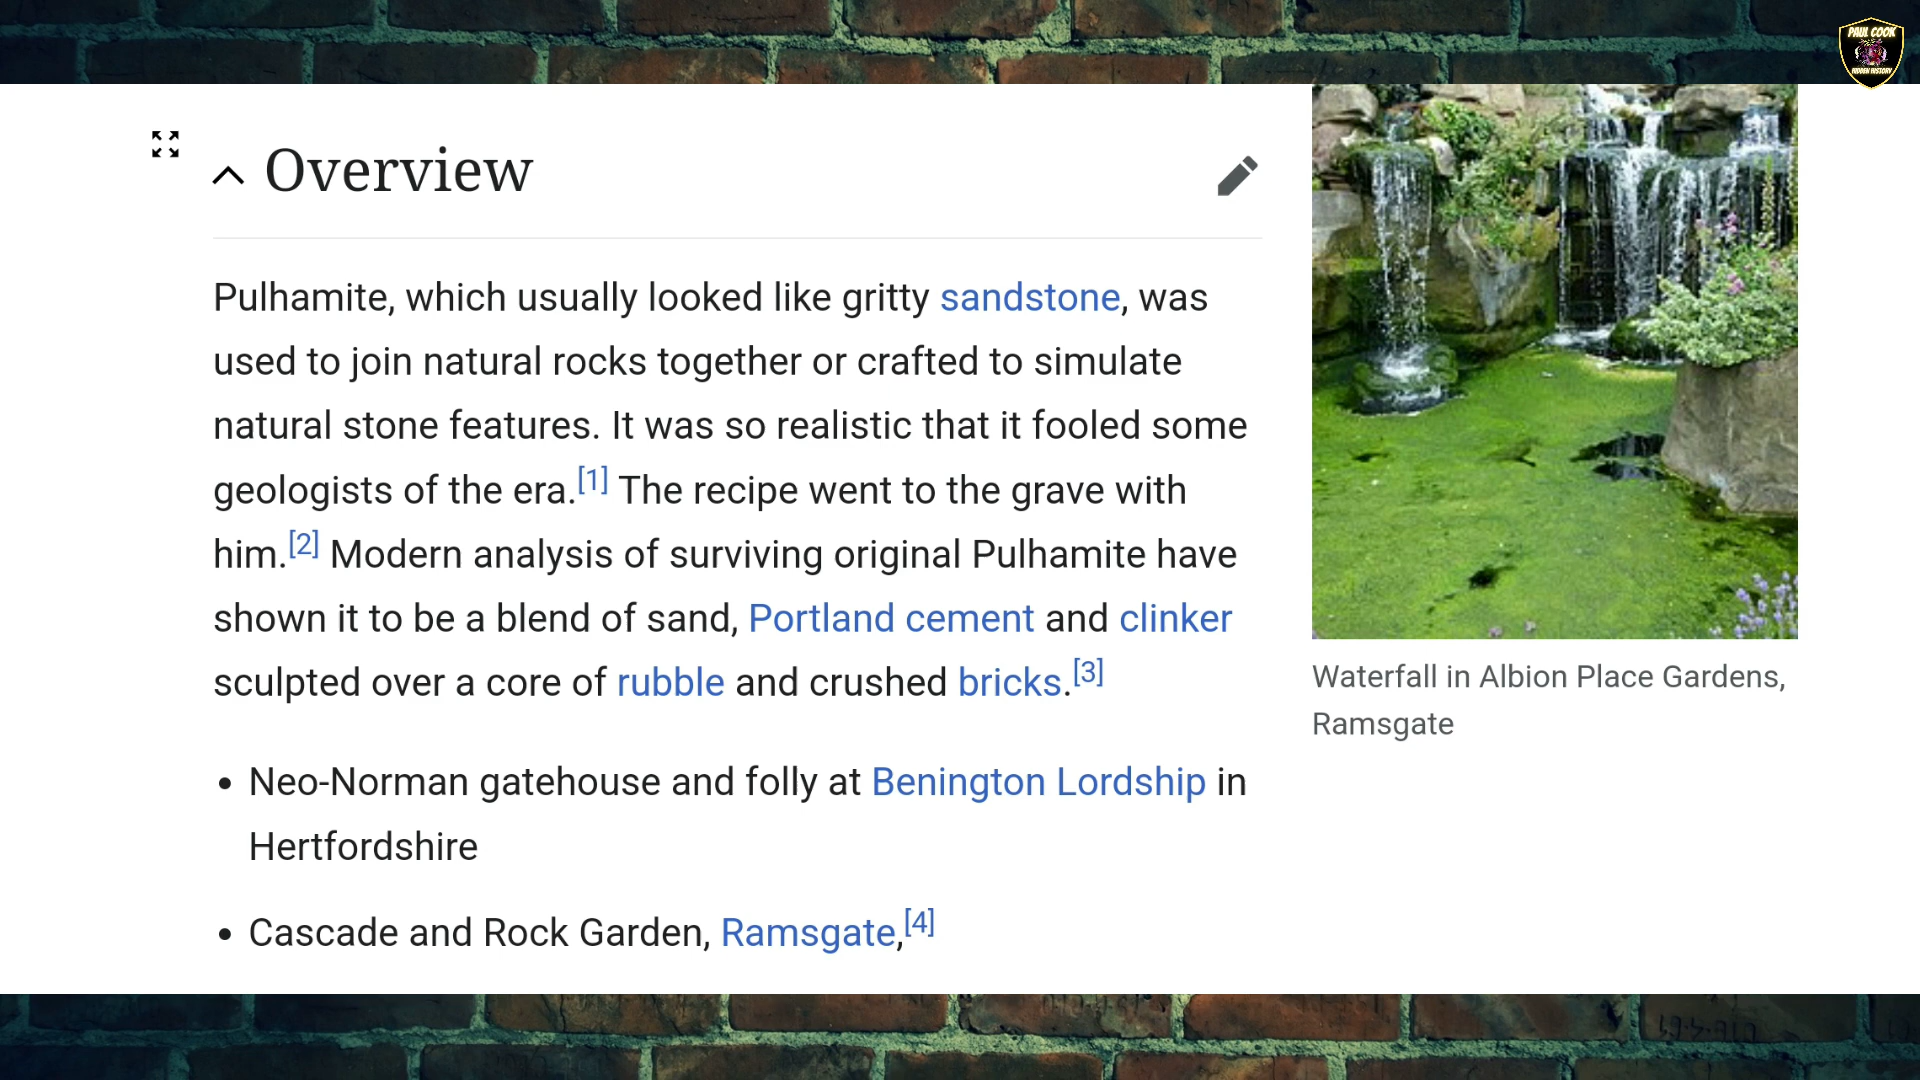 PAUL COOK
HIDDEN HISTORY
Overview
Pulhamite, which usually looked like gritty sandstone, was
used to join natural rocks together or crafted to simulate
natural stone features. It was so realistic that it fooled some
geologists of the era.[1] The recipe went to the grave with
him.[2] Modern analysis of surviving original Pulhamite have
shown it to be a blend of sand, Portland cement and clinker
sculpted over a core of rubble and crushed bricks.[3]
• Neo-Norman gatehouse and folly at Benington Lordship in
Hertfordshire
• Cascade and Rock Garden, Ramsgate,[4]
Waterfall in Albion Place Gardens,
Ramsgate